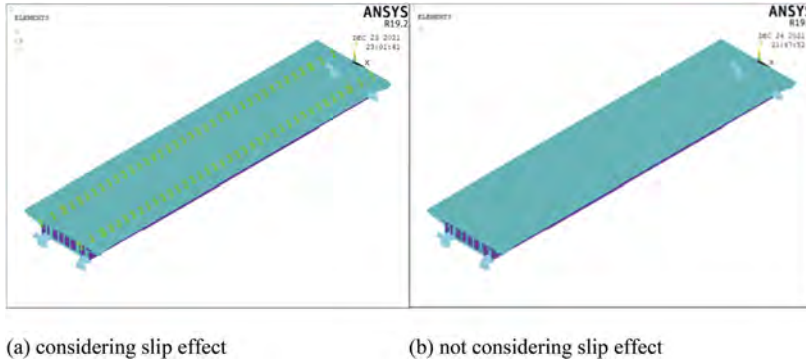 ANSYS
R19.2
ELEMENTS
DEC 23 2021
X
ANSYS
R19.
ELEMENTS
DEC 24 2021
X
(a) considering slip effect
(b) not considering slip effect